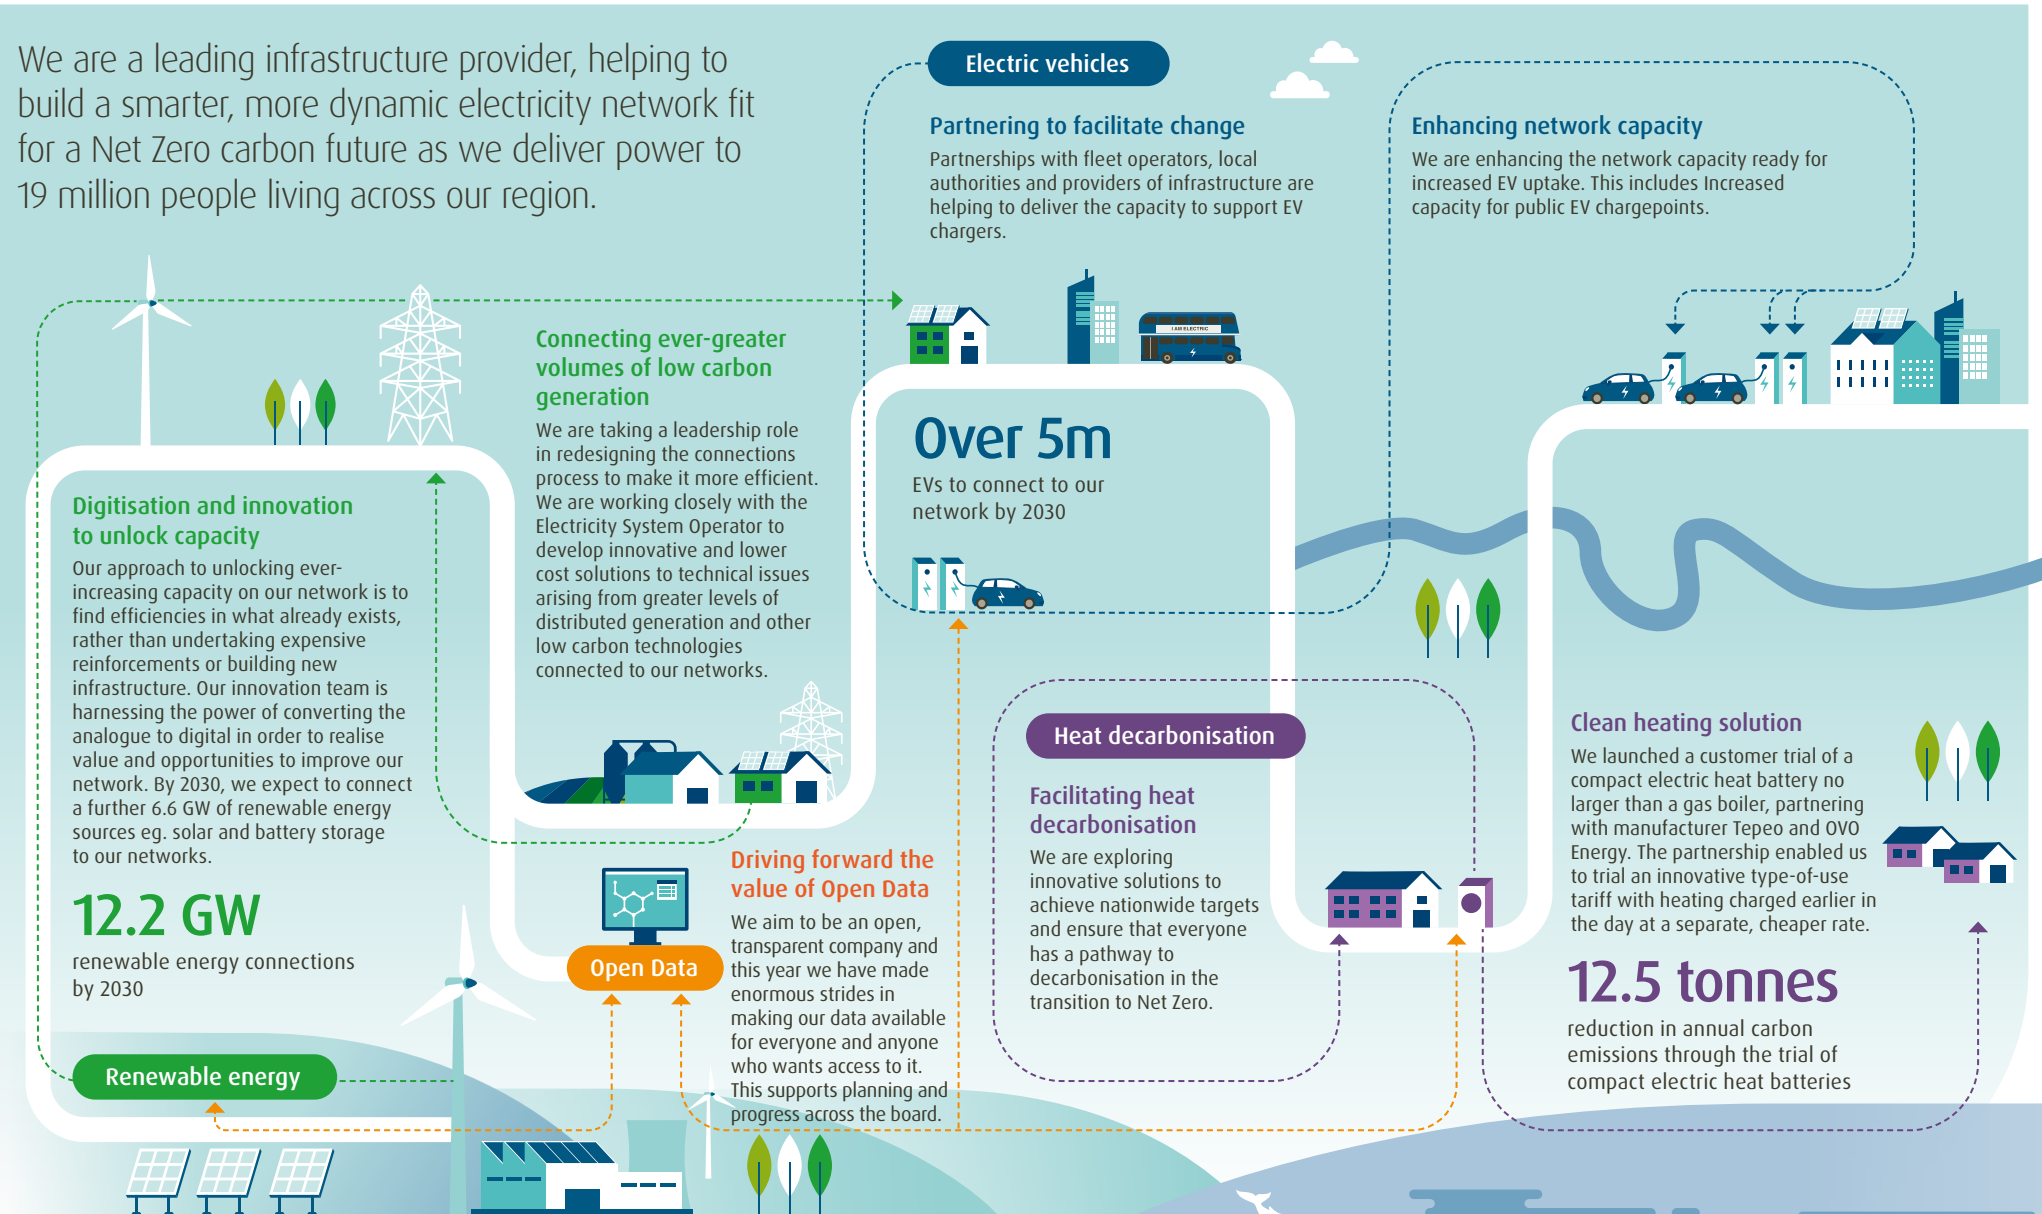 We are a leading infrastructure provider, helping to
build a smarter, more dynamic electricity network fit
for a Net Zero carbon future as we deliver power to
19 million people living across our region.
Electric vehicles
Partnering to facilitate change
Partnerships with fleet operators, local
authorities and providers of infrastructure are
helping to deliver the capacity to support EV
chargers.
Enhancing network capacity
We are enhancing the network capacity ready for
increased EV uptake. This includes Increased
capacity for public EV chargepoints.
I AM ELECTRIC
Connecting ever-greater
volumes of low carbon
generation
We are taking a leadership role
in redesigning the connections
process to make it more efficient.
We are working closely with the
Electricity System Operator to
develop innovative and lower
cost solutions to technical issues
arising from greater levels of
distributed generation and other
low carbon technologies
connected to our networks.
Over 5m
EVs to connect to our
network by 2030
Digitisation and innovation
to unlock capacity
Our approach to unlocking ever-
increasing capacity on our network is to
find efficiencies in what already exists,
rather than undertaking expensive
reinforcements or building new
infrastructure. Our innovation team is
harnessing the power of converting the
analogue to digital in order to realise
value and opportunities to improve our
network. By 2030, we expect to connect
a further 6.6 GW of renewable energy
sources eg. solar and battery storage
to our networks.
12.2 GW
renewable energy connections
by 2030
Renewable energy
Open Data
Driving forward the
value of Open Data
We aim to be an open,
transparent company and
this year we have made
enormous strides in
making our data available
for everyone and anyone
who wants access to it.
This supports planning and
progress across the board.
Heat decarbonisation
Facilitating heat
decarbonisation
We are exploring
innovative solutions to
achieve nationwide targets
and ensure that everyone
has a pathway to
decarbonisation in the
transition to Net Zero.
Clean heating solution
We launched a customer trial of a
compact electric heat battery no
larger than a gas boiler, partnering
with manufacturer Tepeo and OVO
Energy. The partnership enabled us
to trial an innovative type-of-use
tariff with heating charged earlier in
the day at a separate, cheaper rate.
12.5 tonnes
reduction in annual carbon
emissions through the trial of
compact electric heat batteries